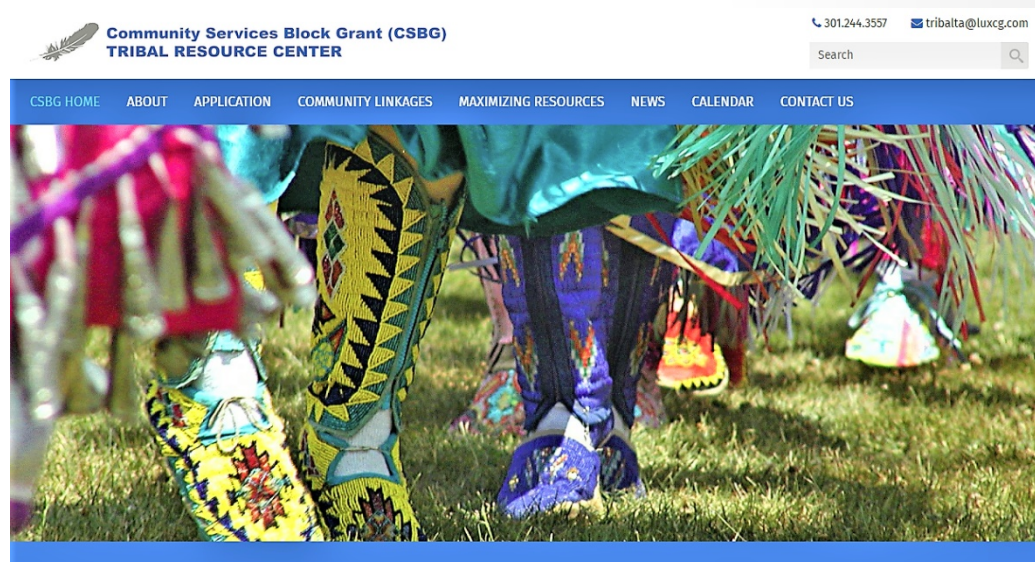 Community Services Block Grant (CSBG)
TRIBAL RESOURCE CENTER
301.244.3557 tribalta@luxcg.com
Search
CSBG HOME ABOUT APPLICATION COMMUNITY LINKAGES MAXIMIZING RESOURCES NEWS CALENDAR CONTACT US